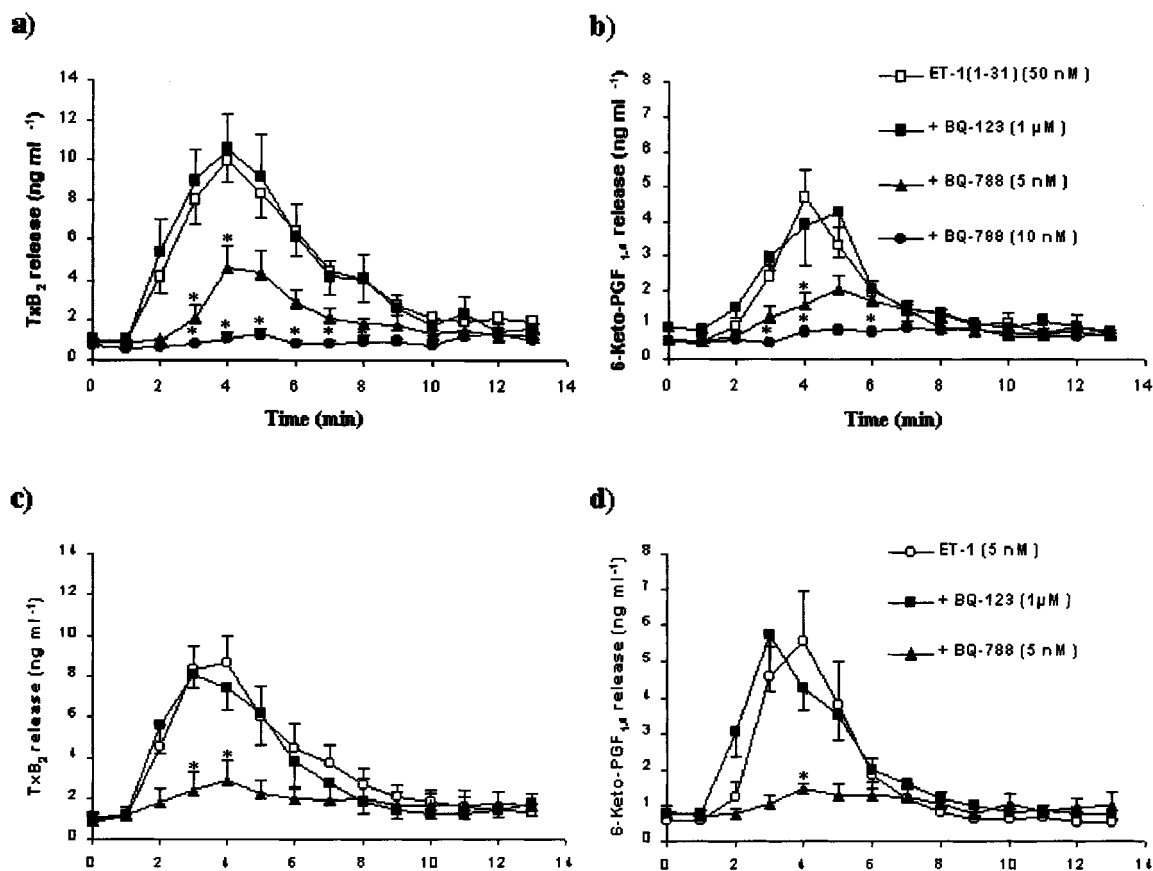 a)
TxB2 release (ng ml -1)
14
12
10
8
6
4
2
0
0 2 4 6 8 10 12 14
Time (min)
* * * * * * * *
b)
6-Keto-PGF 1,α release (ng ml -1)
8
7
6
5
4
3
2
1
0
0 2 4 6 8 10 12 14
Time (min)
* * * *
ET-1(1-31) (50 nM)
+ BQ-123 (1 µM)
+ BQ-788 (5 nM)
+ BQ-788 (10 nM)
c)
TxB2 release (ng ml -1)
14
12
10
8
6
4
2
0
0 2 4 6 8 10 12 14
* *
d)
6-Keto-PGF1,α release (ng ml -1)
8
7
6
5
4
3
2
1
0
0 2 4 6 8 10 12 14
*
ET-1 (5 nM)
+ BQ-123 (1µM)
+ BQ-788 (5 nM)